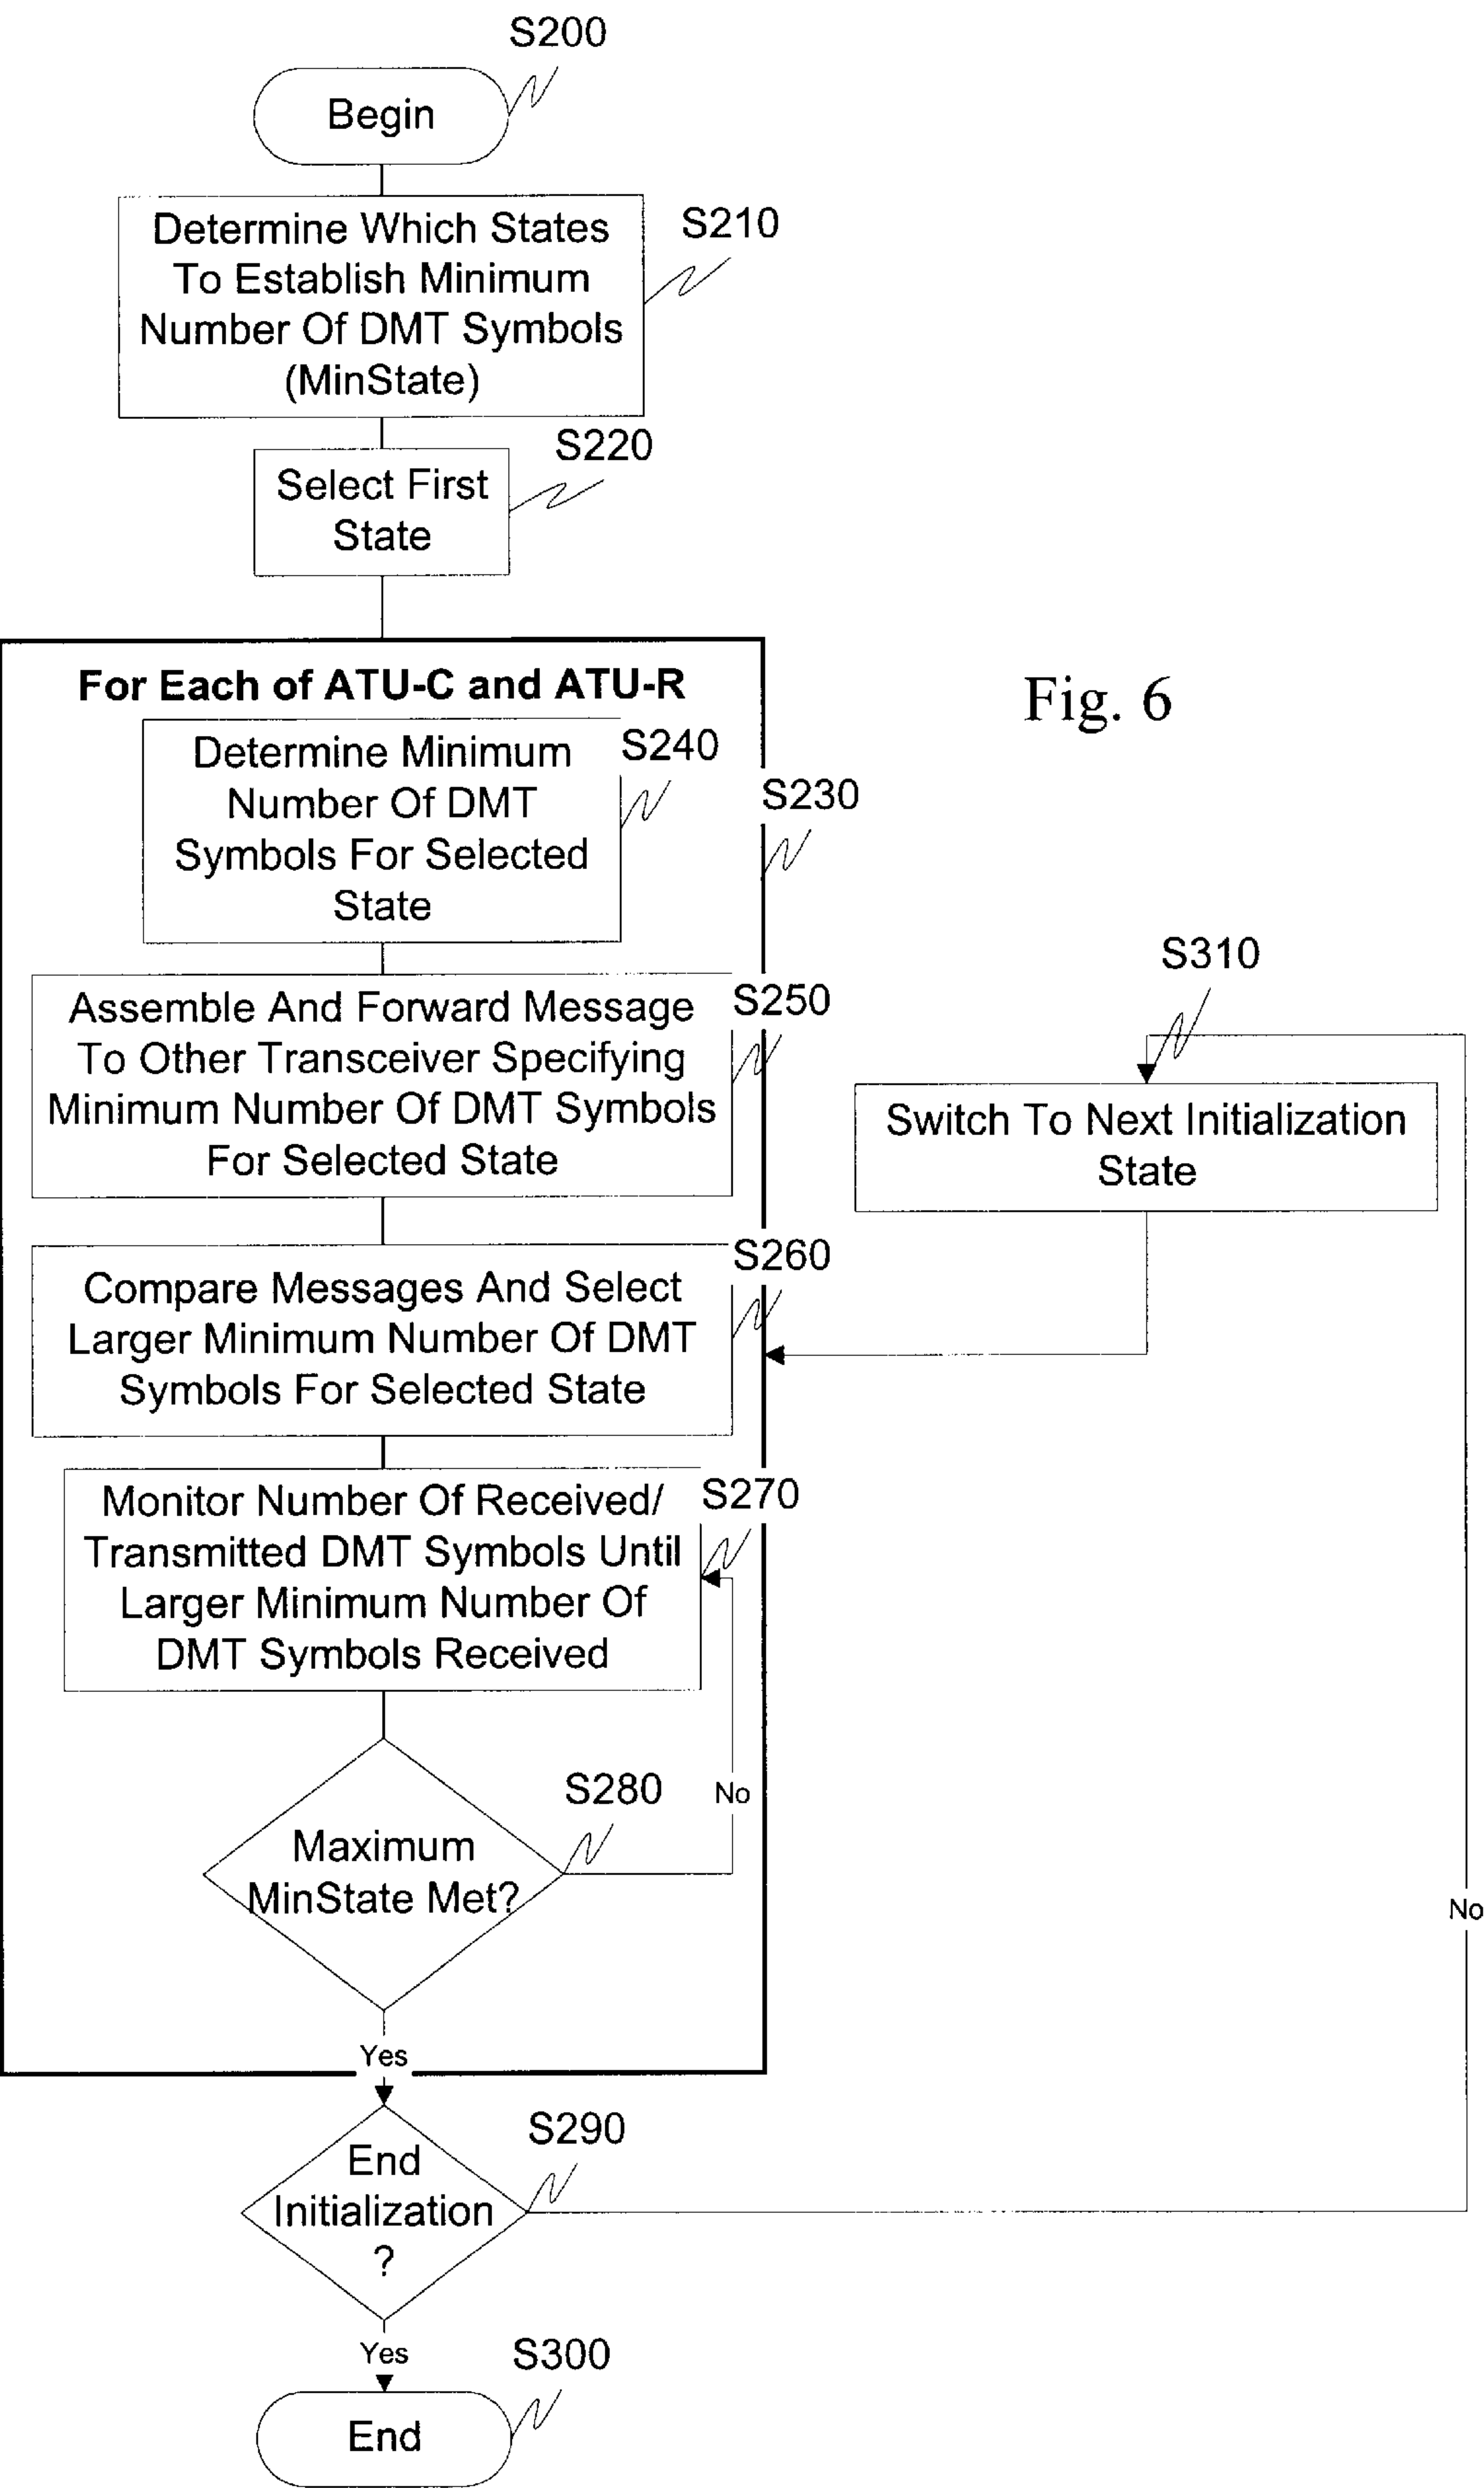 S200
Begin
Determine Which States
To Establish Minimum
Number Of DMT Symbols
(MinState)
S210
S220
Select First
State
For Each of ATU-C and ATU-R
Fig. 6
Determine Minimum
Number Of DMT
Symbols For Selected
State
S240
S230
S310
Assemble And Forward Message
To Other Transceiver Specifying
Minimum Number Of DMT Symbols
For Selected State
S250
Switch To Next Initialization
State
Compare Messages And Select
Larger Minimum Number Of DMT
Symbols For Selected State
S260
Monitor Number Of Received/
Transmitted DMT Symbols Until
Larger Minimum Number Of
DMT Symbols Received
S270
S280
No
Maximum
MinState Met?
No
Yes
S290
End
Initialization
?
Yes
S300
End